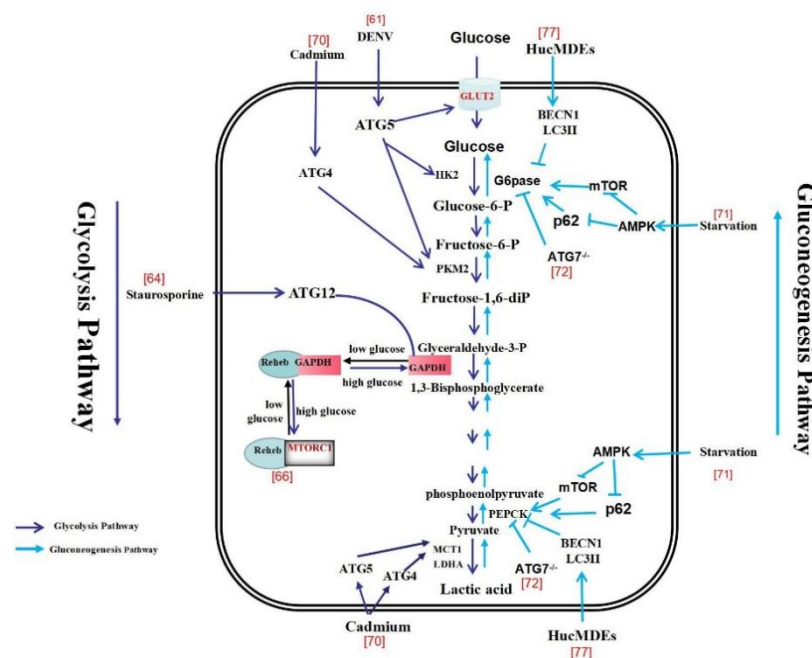 [70]
Cadmium
[61]
DENV
Glucose
[77]
HucMDEs
GLUT2
ATG5
BECN1
LC3II
Glucose
ATG4
HK2
G6pase
mTOR
Glucose-6-P
p62
AMPK
[71]
Starvation
Fructose-6-P
PKM2
ATG7-/-
[72]
Glycolysis Pathway
Gluconeogenesis Pathway
[64]
Staurosporine
ATG12
Fructose-1,6-diP
low glucose
Glyceraldehyde-3-P
Reheb
GAPDH
GAPDH
high glucose
1,3-Bisphosphoglycerate
low
glucose
high glucose
Reheb
MTORC1
[66]
AMPK
Starvation
[71]
mTOR
phosphoenolpyruvate
PEPCK
p62
Glycolysis Pathway
Gluconeogenesis Pathway
Pyruvate
BECN1
LC3II
MCT1
LDHA
ATG5
ATG4
ATG7-/-
[72]
Lactic acid
Cadmium
[70]
HucMDEs
[77]